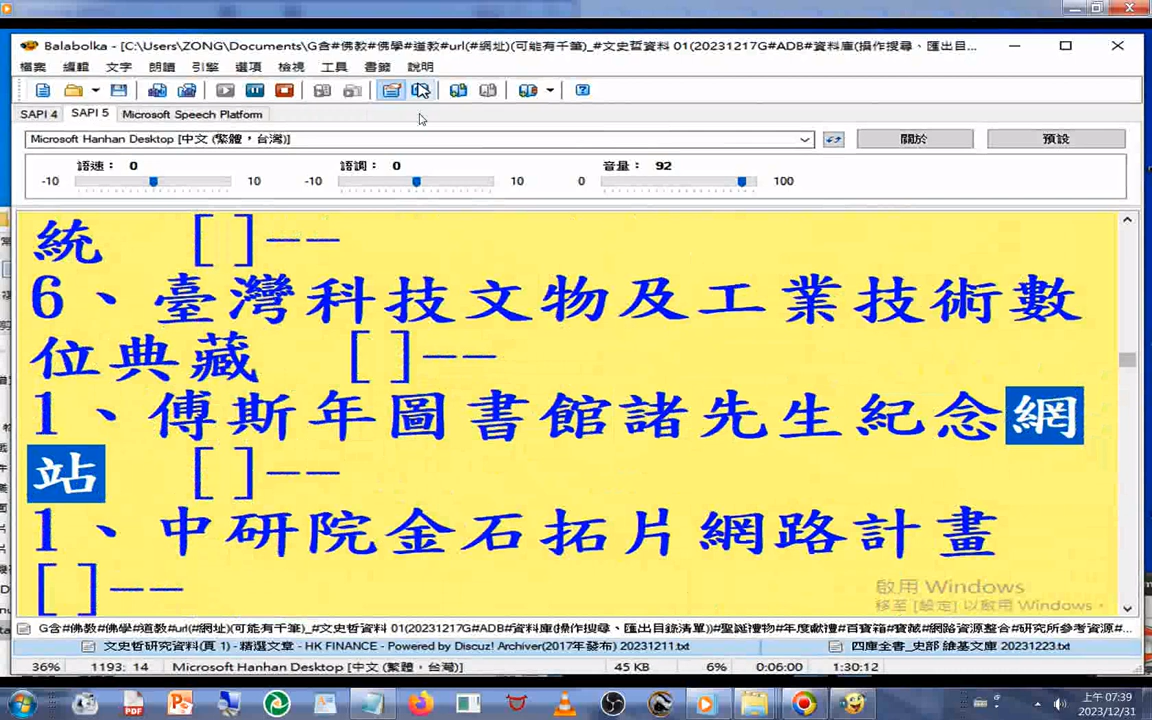 Balabolka - [C:\Users\ZONG\Documents\G含#佛教#佛學#道教#url(#網址)(可能有千筆)_#文史哲資料 01(20231217G#ADB#資料庫(操作搜尋、匯出目...
檔案 編輯 文字 朗讀 引擎 選項 檢視 工具 書籤 說明
SAPI 4 SAPI 5 Microsoft Speech Platform
Microsoft Hanhan Desktop [中文 (繁體，台灣)] 關於 預設
語速： 0 語調： 0 音量： 92
-10 10 -10 10 0 100
統 [ ]——
6、臺灣科技文物及工業技術數
位典藏 [ ]——
1、傅斯年圖書館諸先生紀念網
站 [ ]——
1、中研院金石拓片網路計畫
[ ]——
啟用 Windows
移至 [設定] 以啟用 Windows。
G含#佛教#佛學#道教#url(#網址)(可能有千筆)_#文史哲資料 01(20231217G#ADB#資料庫(操作搜尋、匯出目錄清單))#聖誕禮物#年度獻禮#百寶箱#寶藏#網路資源整合#研究所參考資源#...
文史哲研究資料(頁 1) - 精選文章 - HK FINANCE - Powered by Discuz! Archiver(2017年發布) 20231211.txt 四庫全書_史部 維基文庫 20231223.txt
36% 1193: 14 Microsoft Hanhan Desktop [中文 (繁體，台灣)] 45 KB 6% 0:06:00 1:30:12
上午 07:39
2023/12/31